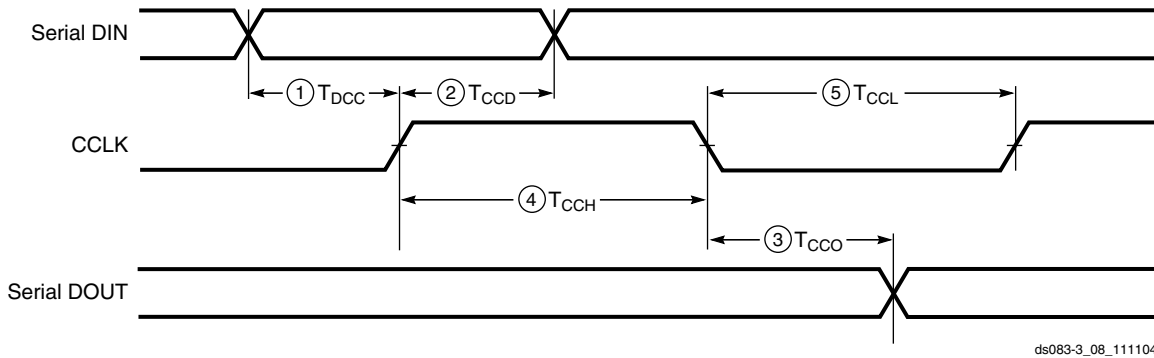 Serial DIN
1 TDCC
2 TCCD
5 TCCL
CCLK
4 TCCH
3 TCCO
Serial DOUT
ds083-3_08_111104